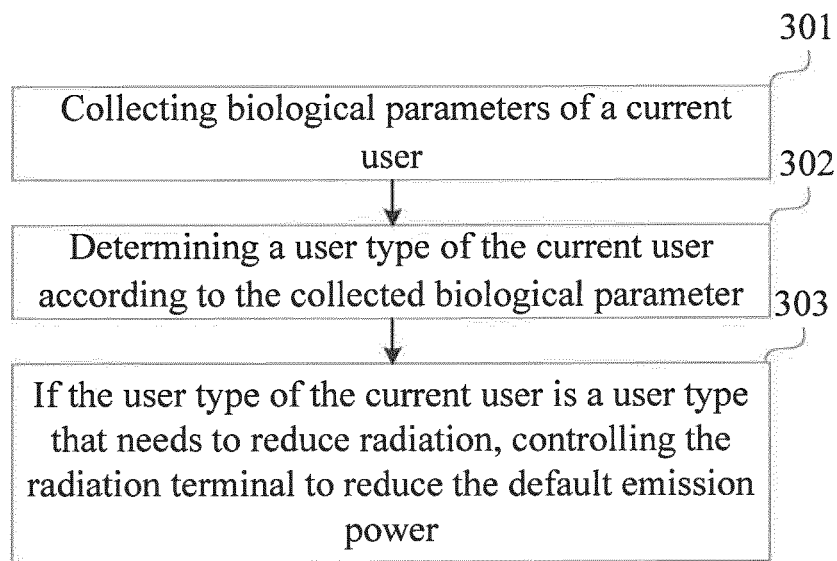 301
Collecting biological parameters of a current
user
302
Determining a user type of the current user
according to the collected biological parameter
303
If the user type of the current user is a user type
that needs to reduce radiation, controlling the
radiation terminal to reduce the default emission
power